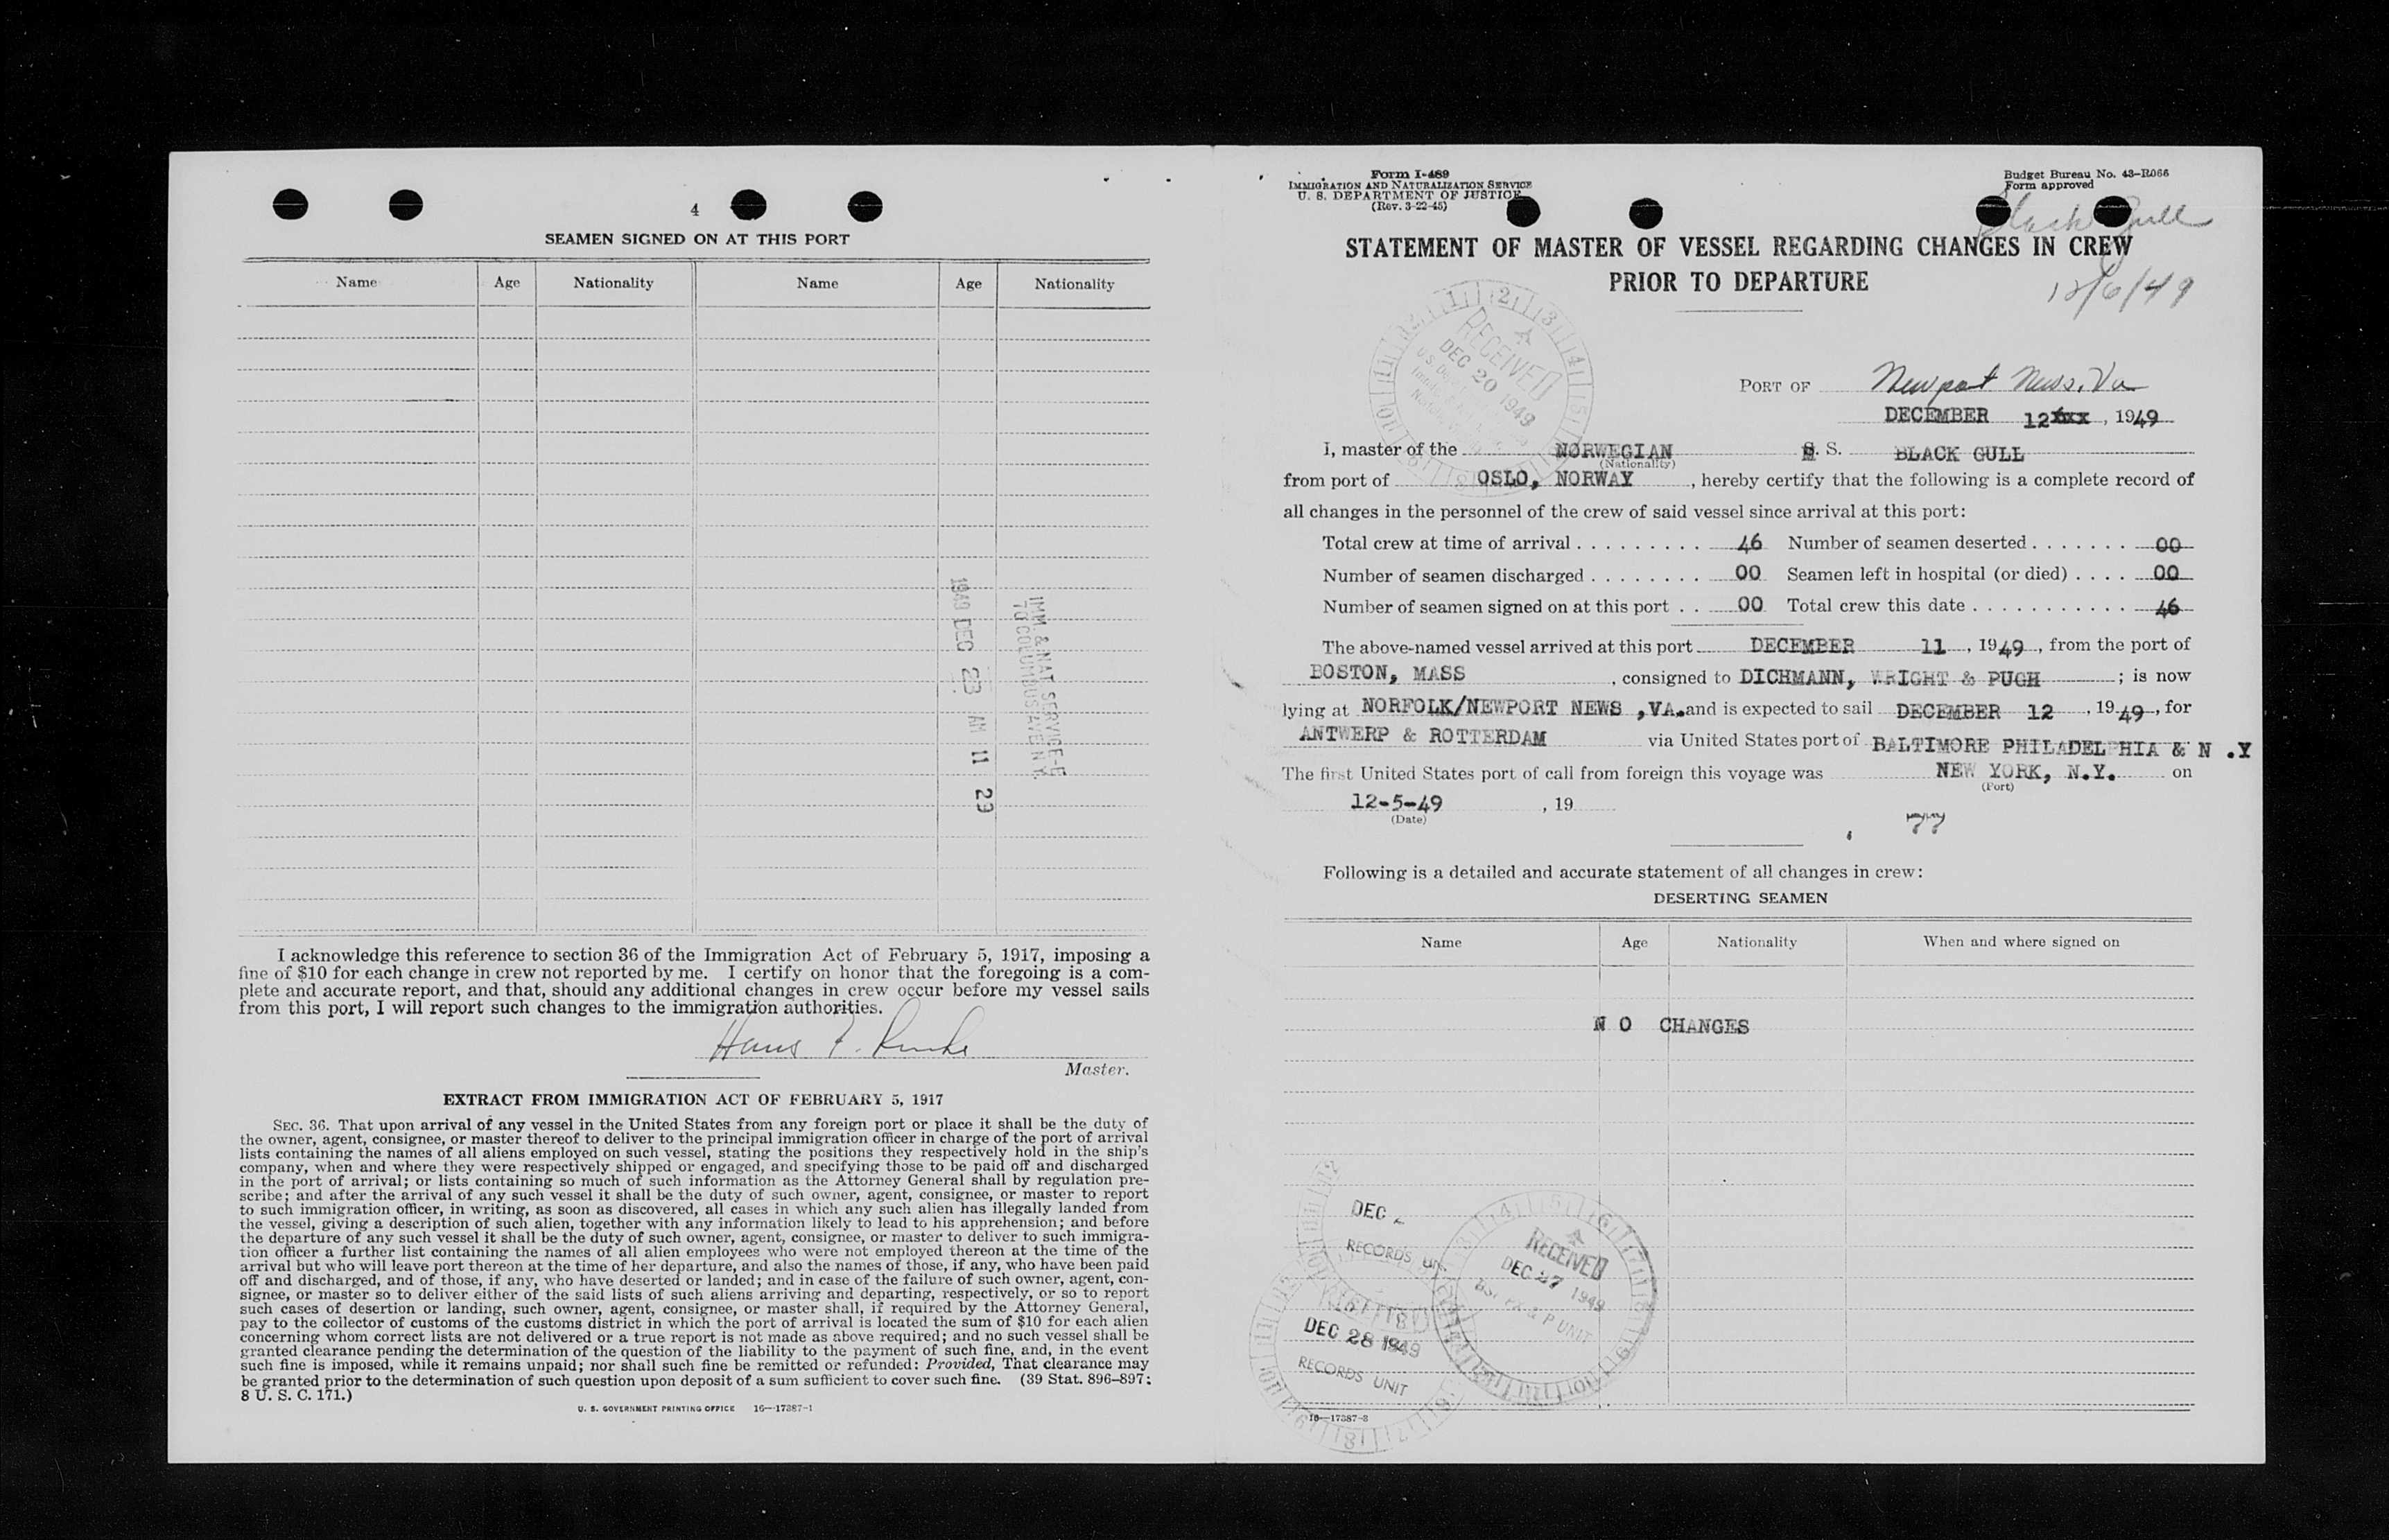 4
SEAMEN SIGNED ON AT THIS PORT
Name Age Nationality Name Age Nationality
1949 DEC 23 AM 11 29
IMM. & NAT. SERVICE-E
TO COLUMBUS AVE N.Y.
I acknowledge this reference to section 36 of the Immigration Act of February 5, 1917, imposing a
fine of $10 for each change in crew not reported by me. I certify on honor that the foregoing is a com-
plete and accurate report, and that, should any additional changes in crew occur before my vessel sails
from this port, I will report such changes to the immigration authorities.
Hans
Master.
EXTRACT FROM IMMIGRATION ACT OF FEBRUARY 5, 1917
SEC. 36. That upon arrival of any vessel in the United States from any foreign port or place it shall be the duty of
the owner, agent, consignee, or master thereof to deliver to the principal immigration officer in charge of the port of arrival
lists containing the names of all aliens employed on such vessel, stating the positions they respectively hold in the ship's
company, when and where they were respectively shipped or engaged, and specifying those to be paid off and discharged
in the port of arrival; or lists containing so much of such information as the Attorney General shall by regulation pre-
scribe; and after the arrival of any such vessel it shall be the duty of such owner, agent, consignee, or master to report
to such immigration officer, in writing, as soon as discovered, all cases in which any such alien has illegally landed from
the vessel, giving a description of such alien, together with any information likely to lead to his apprehension; and before
the departure of any such vessel it shall be the duty of such owner, agent, consignee, or master to deliver to such immigra-
tion officer a further list containing the names of all alien employees who were not employed thereon at the time of the
arrival but who will leave port thereon at the time of her departure, and also the names of those, if any, who have been paid
off and discharged, and of those, if any, who have deserted or landed; and in case of the failure of such owner, agent, con-
signee, or master so to deliver either of the said lists of such aliens arriving and departing, respectively, or so to report
such cases of desertion or landing, such owner, agent, consignee, or master shall, if required by the Attorney General,
pay to the collector of customs of the customs district in which the port of arrival is located the sum of $10 for each alien
concerning whom correct lists are not delivered or a true report is not made as above required; and no such vessel shall be
granted clearance pending the determination of the question of the liability to the payment of such fine, and, in the event
such fine is imposed, while it remains unpaid; nor shall such fine be remitted or refunded: Provided, That clearance may
be granted prior to the determination of such question upon deposit of a sum sufficient to cover such fine. (39 Stat. 896-897;
8 U. S. C. 171.)
U. S. GOVERNMENT PRINTING OFFICE 16—17387-1
Form I-489
IMMIGRATION AND NATURALIZATION SERVICE
U. S. DEPARTMENT OF JUSTICE
(Rev. 3-22-45)
Budget Bureau No. 43-R066
Form approved
Black Gull
12/6/49
STATEMENT OF MASTER OF VESSEL REGARDING CHANGES IN CREW
PRIOR TO DEPARTURE
RECEIVED
DEC 20 1949
PORT OF Newport News, Va
DECEMBER 12xxx, 1949
I, master of the NORWEGIAN S. S. BLACK GULL
(Nationality)
from port of OSLO, NORWAY, hereby certify that the following is a complete record of
all changes in the personnel of the crew of said vessel since arrival at this port:
Total crew at time of arrival . . . . . . . . . 46 Number of seamen deserted . . . . . . . 00
Number of seamen discharged . . . . . . . . 00 Seamen left in hospital (or died) . . . . 00
Number of seamen signed on at this port . . 00 Total crew this date . . . . . . . . . . . . 46
The above-named vessel arrived at this port DECEMBER 11, 1949, from the port of
BOSTON, MASS, consigned to DICHMANN, WRIGHT & PUGH; is now
lying at NORFOLK/NEWPORT NEWS ,VA. and is expected to sail DECEMBER 12, 1949, for
ANTWERP & ROTTERDAM via United States port of BALTIMORE PHILADELPHIA & N .Y
The first United States port of call from foreign this voyage was NEW YORK, N.Y. on
(Port)
12-5-49, 19
(Date)
77
Following is a detailed and accurate statement of all changes in crew:
DESERTING SEAMEN
Name Age Nationality When and where signed on
N O CHANGES
DEC
RECORDS UN
RECEIVED
DEC 27 1949
P UNIT
DEC 28 1949
RECORDS UNIT
16—17387-3